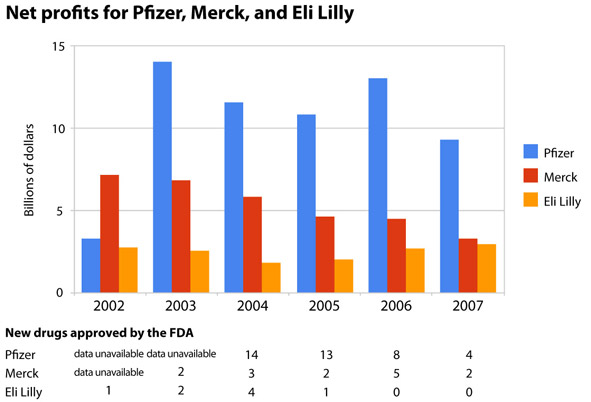 Net profits for Pfizer, Merck, and Eli Lilly
15
10
5
0
Billions of dollars
2002 2003 2004 2005 2006 2007
Pfizer
Merck
Eli Lilly
New drugs approved by the FDA
Pfizer data unavailable data unavailable 14 13 8 4
Merck data unavailable 2 3 2 5 2
Eli Lilly 1 2 4 1 0 0